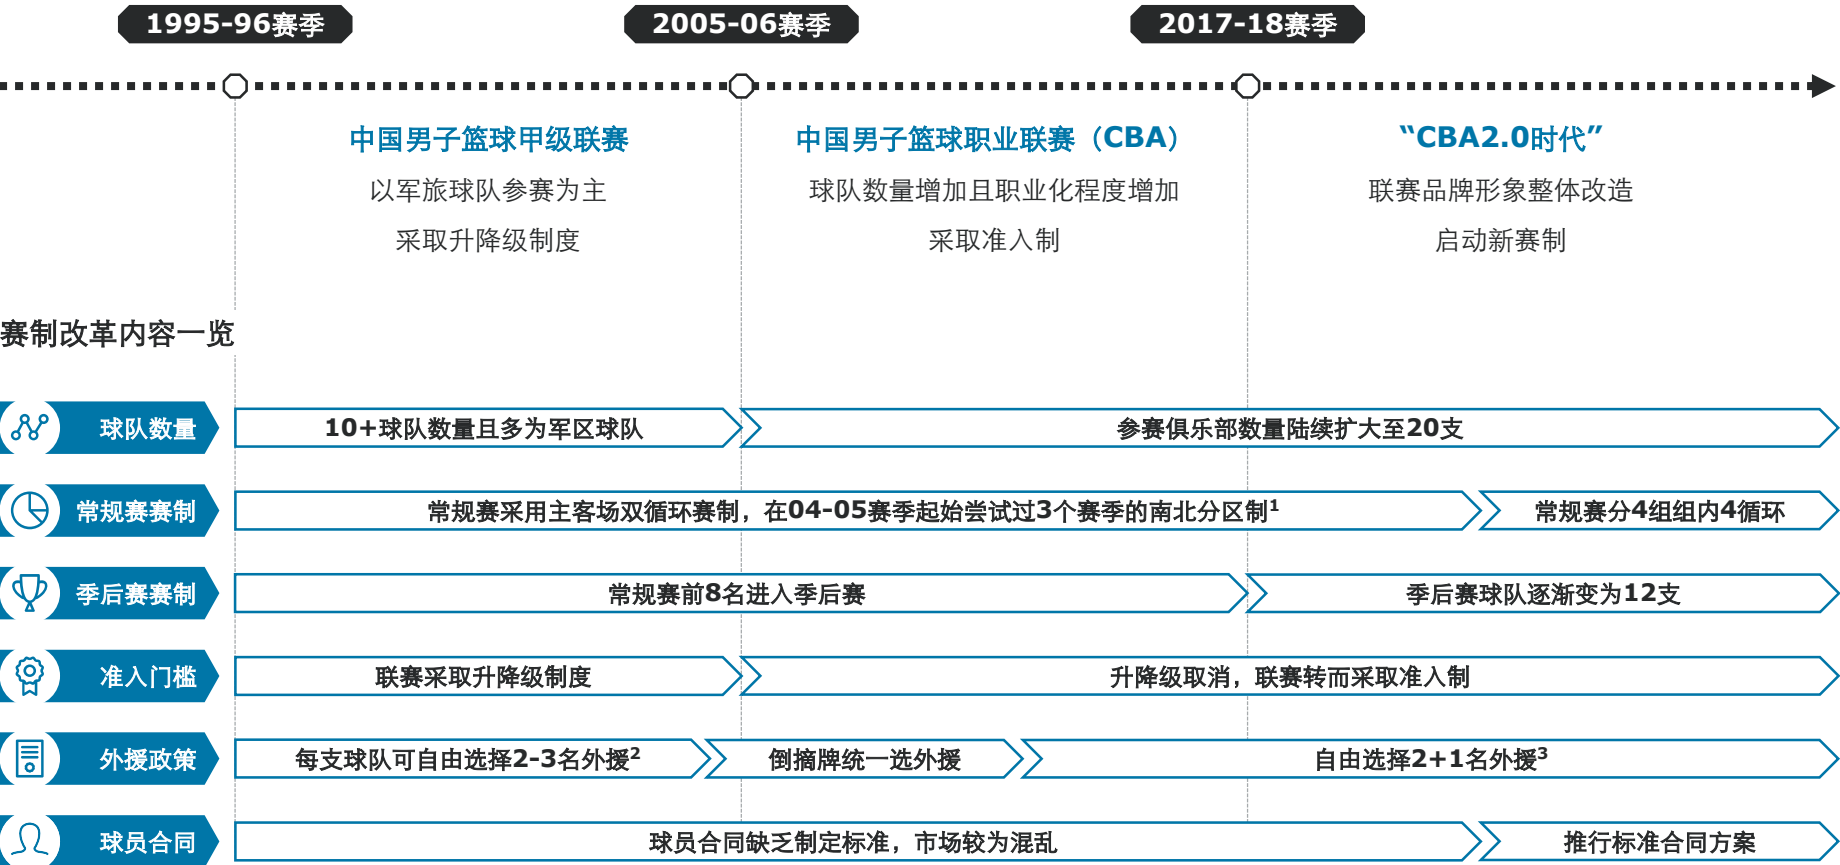 1995-96赛季
2005-06赛季
2017-18赛季
中国男子篮球甲级联赛
以军旅球队参赛为主
采取升降级制度
中国男子篮球职业联赛（CBA）
球队数量增加且职业化程度增加
采取准入制
“CBA2.0时代”
联赛品牌形象整体改造
启动新赛制
赛制改革内容一览
球队数量
10+球队数量且多为军区球队
参赛俱乐部数量陆续扩大至20支
常规赛赛制
常规赛采用主客场双循环赛制，在04-05赛季起始尝试过3个赛季的南北分区制¹
常规赛分4组组内4循环
季后赛赛制
常规赛前8名进入季后赛
季后赛球队逐渐变为12支
准入门槛
联赛采取升降级制度
升降级取消，联赛转而采取准入制
外援政策
每支球队可自由选择2-3名外援²
倒摘牌统一选外援
自由选择2+1名外援³
球员合同
球员合同缺乏制定标准，市场较为混乱
推行标准合同方案